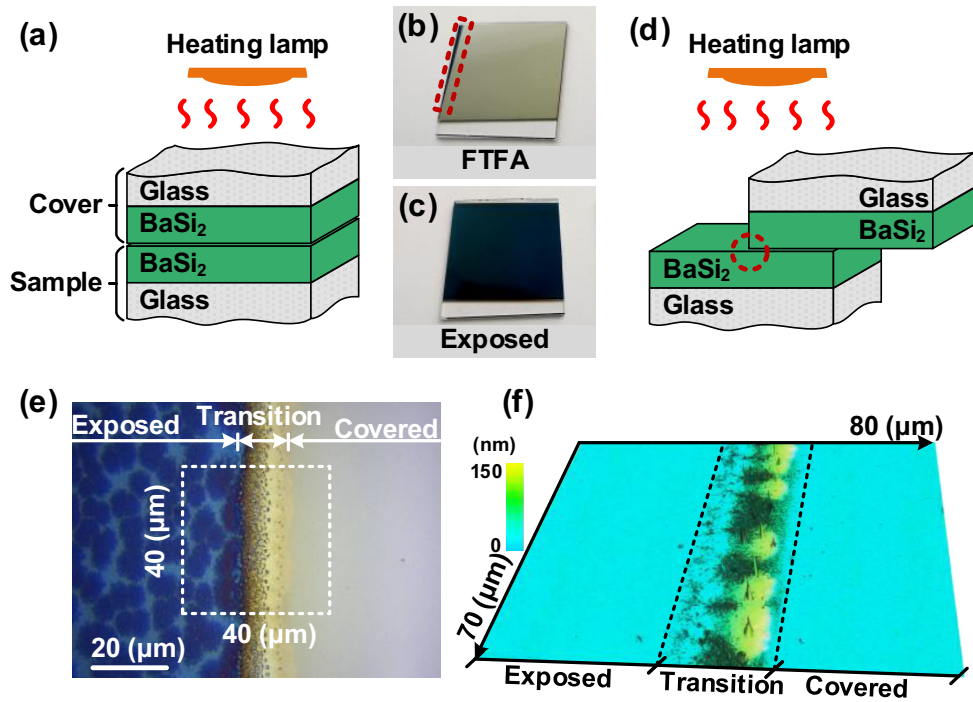 (a)
Heating lamp
Cover
Glass
BaSi₂
Sample
BaSi₂
Glass
(b)
FTFA
(c)
Exposed
(d)
Heating lamp
Glass
BaSi₂
BaSi₂
Glass
(e)
Exposed
Transition
Covered
40 (μm)
40 (μm)
20 (μm)
(f)
(nm)
150
0
80 (μm)
70 (μm)
Exposed
Transition
Covered